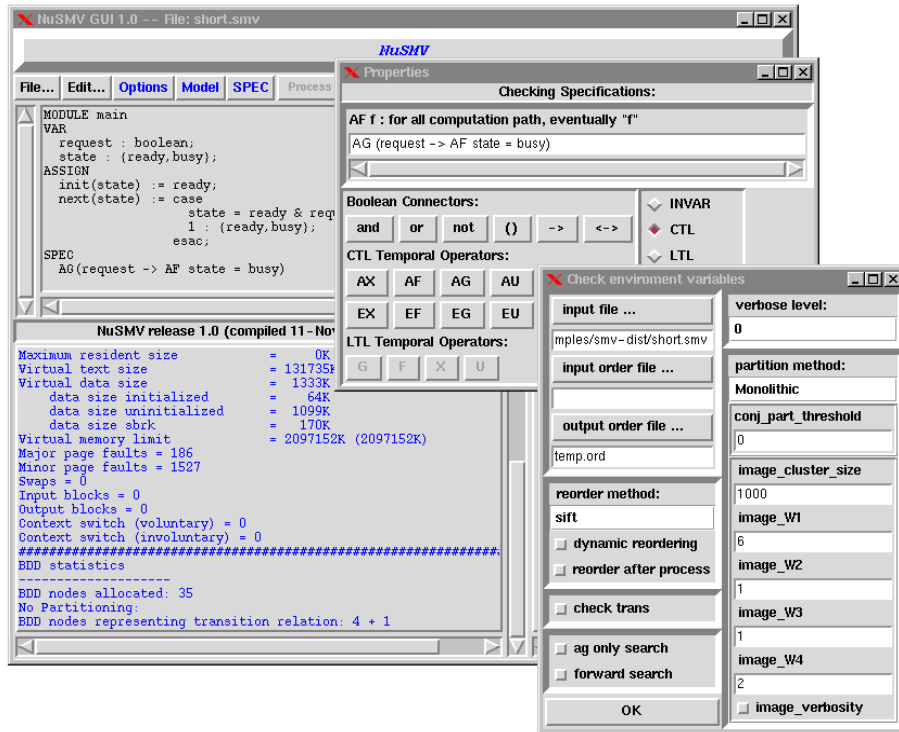 NuSMV GUI 1.0 -- File: short.smv
NuSMV
File... Edit... Options Model SPEC Process
MODULE main
VAR
request : boolean;
state : {ready,busy};
ASSIGN
init(state) := ready;
next(state) := case
state = ready & requ
1 : {ready,busy};
esac;
SPEC
AG(request -> AF state = busy)
NuSMV release 1.0 (compiled 11-Nov
Maximum resident size = 0K
Virtual text size = 131735K
Virtual data size = 1333K
data size initialized = 64K
data size uninitialized = 1099K
data size sbrk = 170K
Virtual memory limit = 2097152K (2097152K)
Major page faults = 186
Minor page faults = 1527
Swaps = 0
Input blocks = 0
Output blocks = 0
Context switch (voluntary) = 0
Context switch (involuntary) = 0
################################################################
BDD statistics
--------------------
BDD nodes allocated: 35
No Partitioning:
BDD nodes representing transition relation: 4 + 1
Properties
Checking Specifications:
AF f : for all computation path, eventually "f"
AG (request -> AF state = busy)
Boolean Connectors:
and or not () -> <->
CTL Temporal Operators:
AX AF AG AU
EX EF EG EU
LTL Temporal Operators:
G F X U
INVAR
CTL
LTL
Check enviroment variables
input file ...
mples/smv-dist/short.smv
input order file ...
output order file ...
temp.ord
reorder method:
sift
dynamic reordering
reorder after process
check trans
ag only search
forward search
OK
verbose level:
0
partition method:
Monolithic
conj_part_threshold
0
image_cluster_size
1000
image_W1
6
image_W2
1
image_W3
1
image_W4
2
image_verbosity